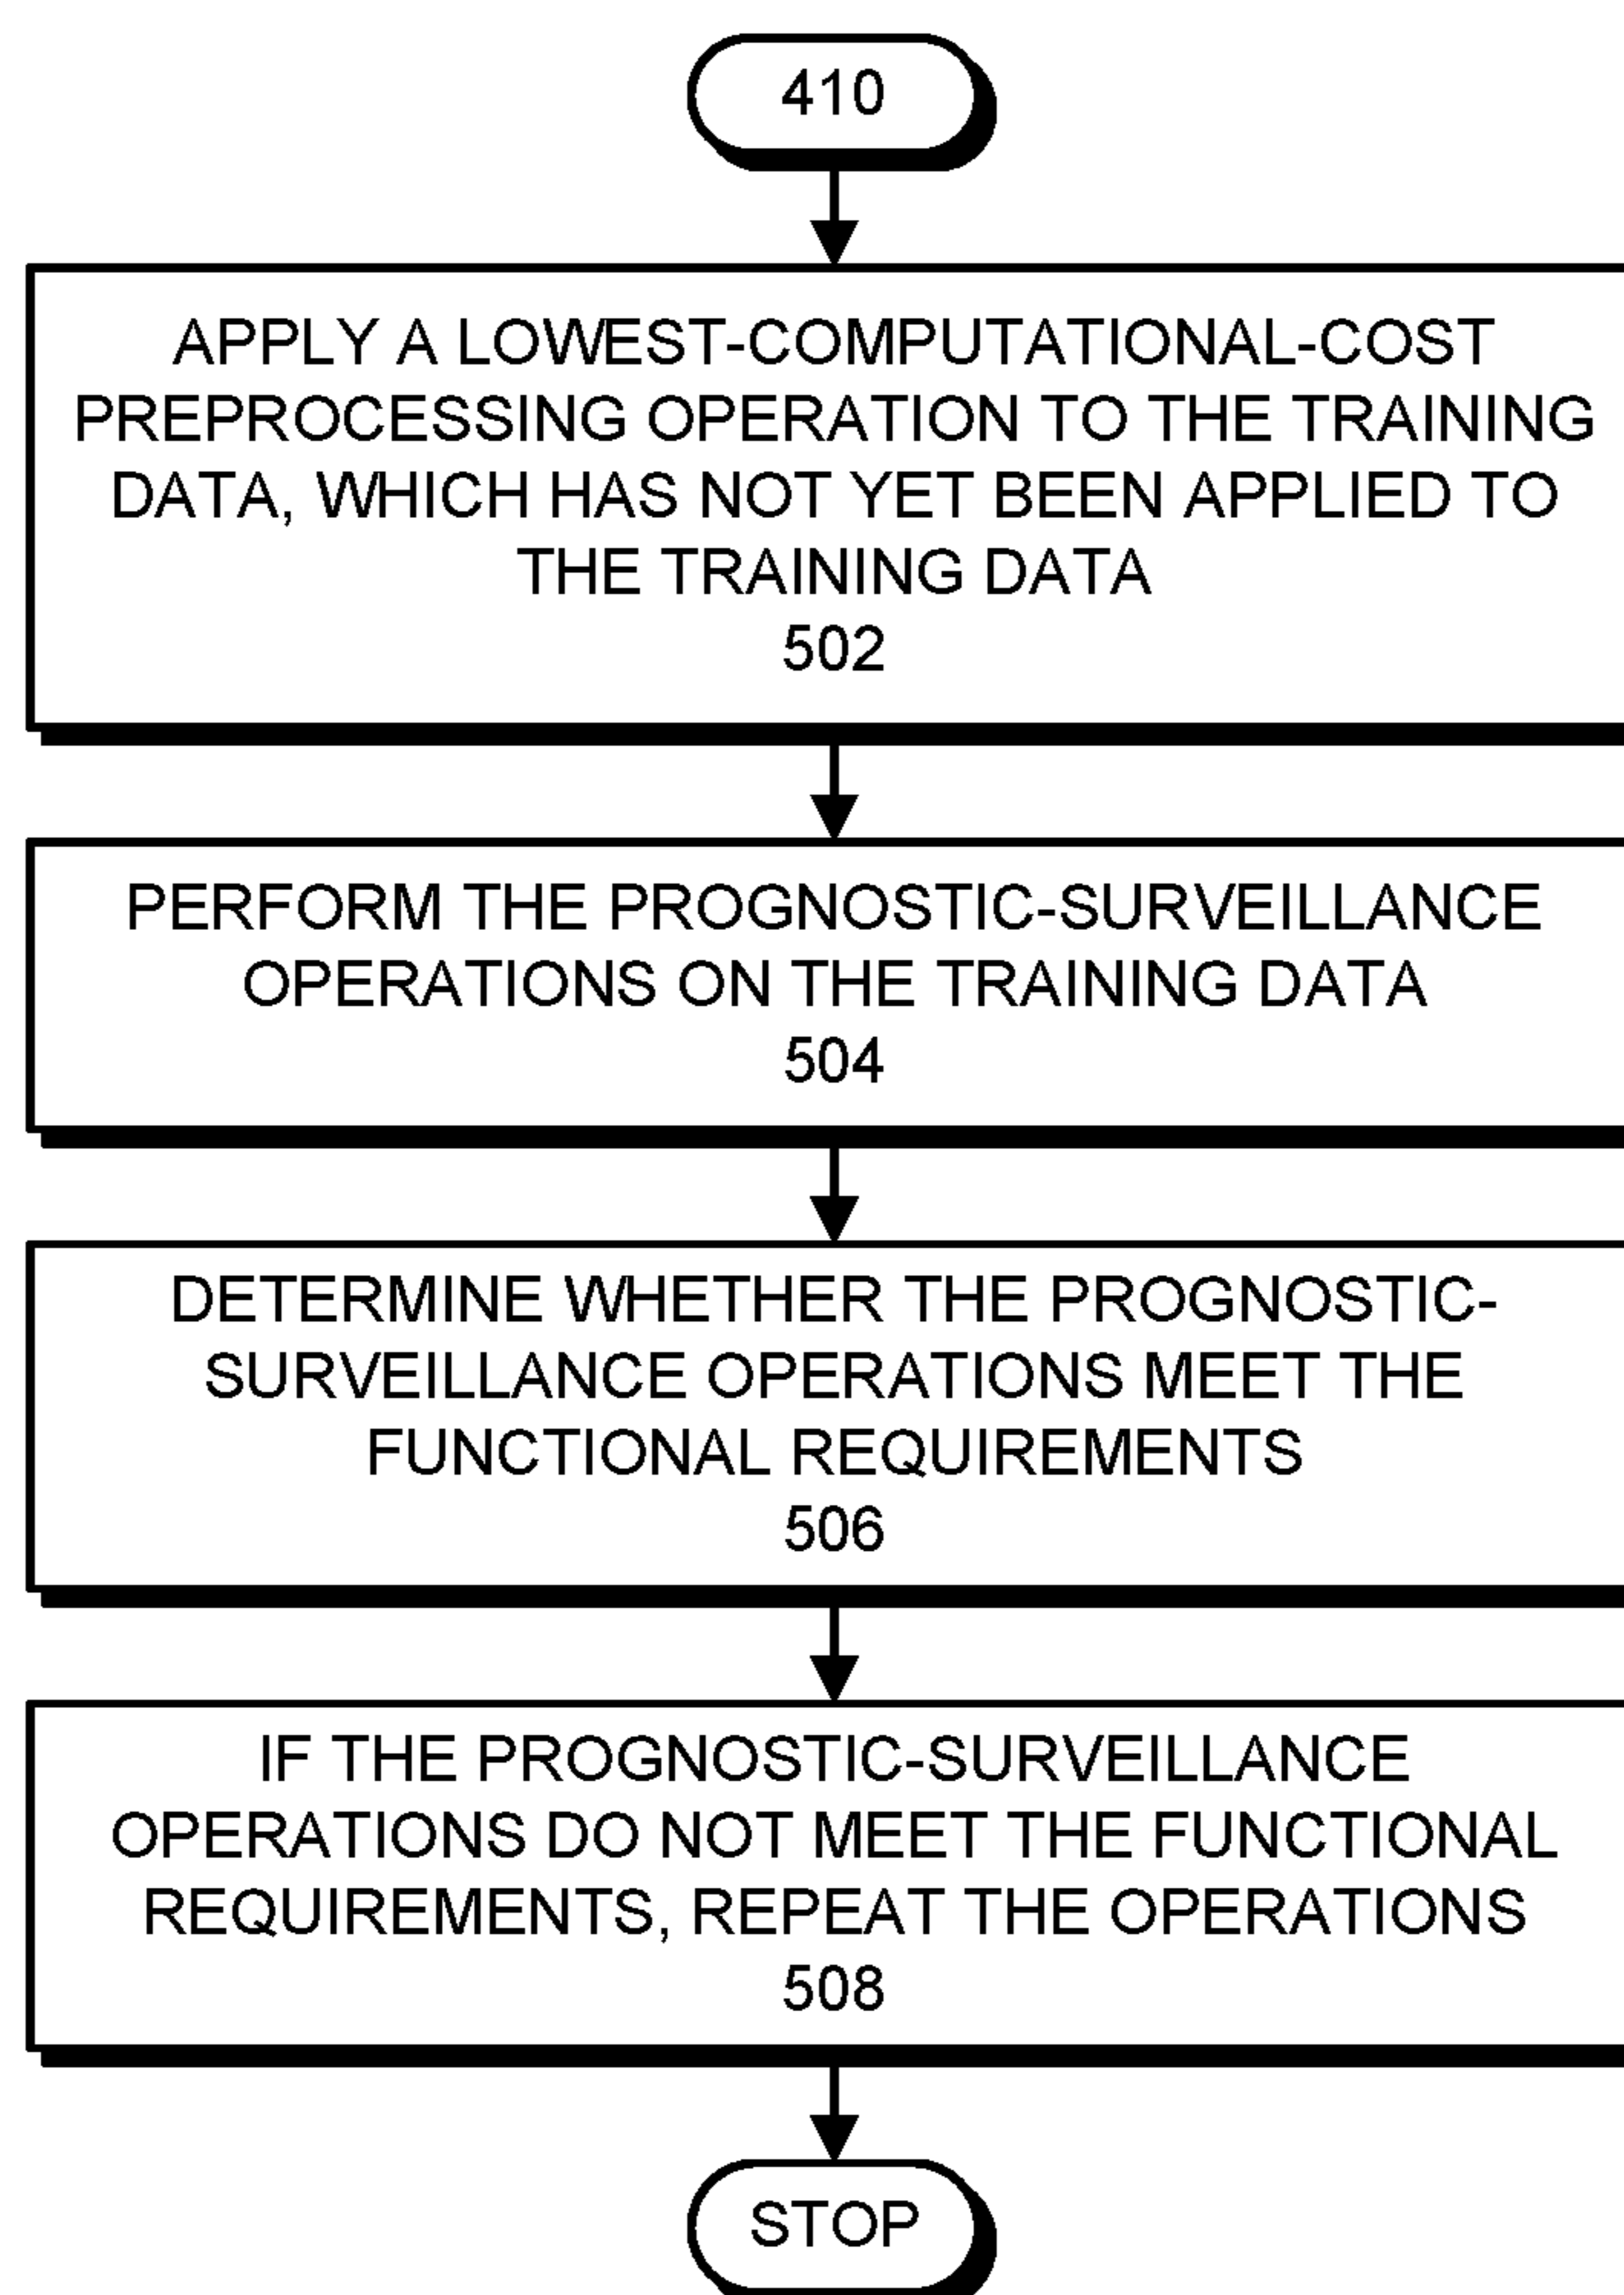 410
APPLY A LOWEST-COMPUTATIONAL-COST
PREPROCESSING OPERATION TO THE TRAINING
DATA, WHICH HAS NOT YET BEEN APPLIED TO
THE TRAINING DATA
502
PERFORM THE PROGNOSTIC-SURVEILLANCE
OPERATIONS ON THE TRAINING DATA
504
DETERMINE WHETHER THE PROGNOSTIC-
SURVEILLANCE OPERATIONS MEET THE
FUNCTIONAL REQUIREMENTS
506
IF THE PROGNOSTIC-SURVEILLANCE
OPERATIONS DO NOT MEET THE FUNCTIONAL
REQUIREMENTS, REPEAT THE OPERATIONS
508
STOP